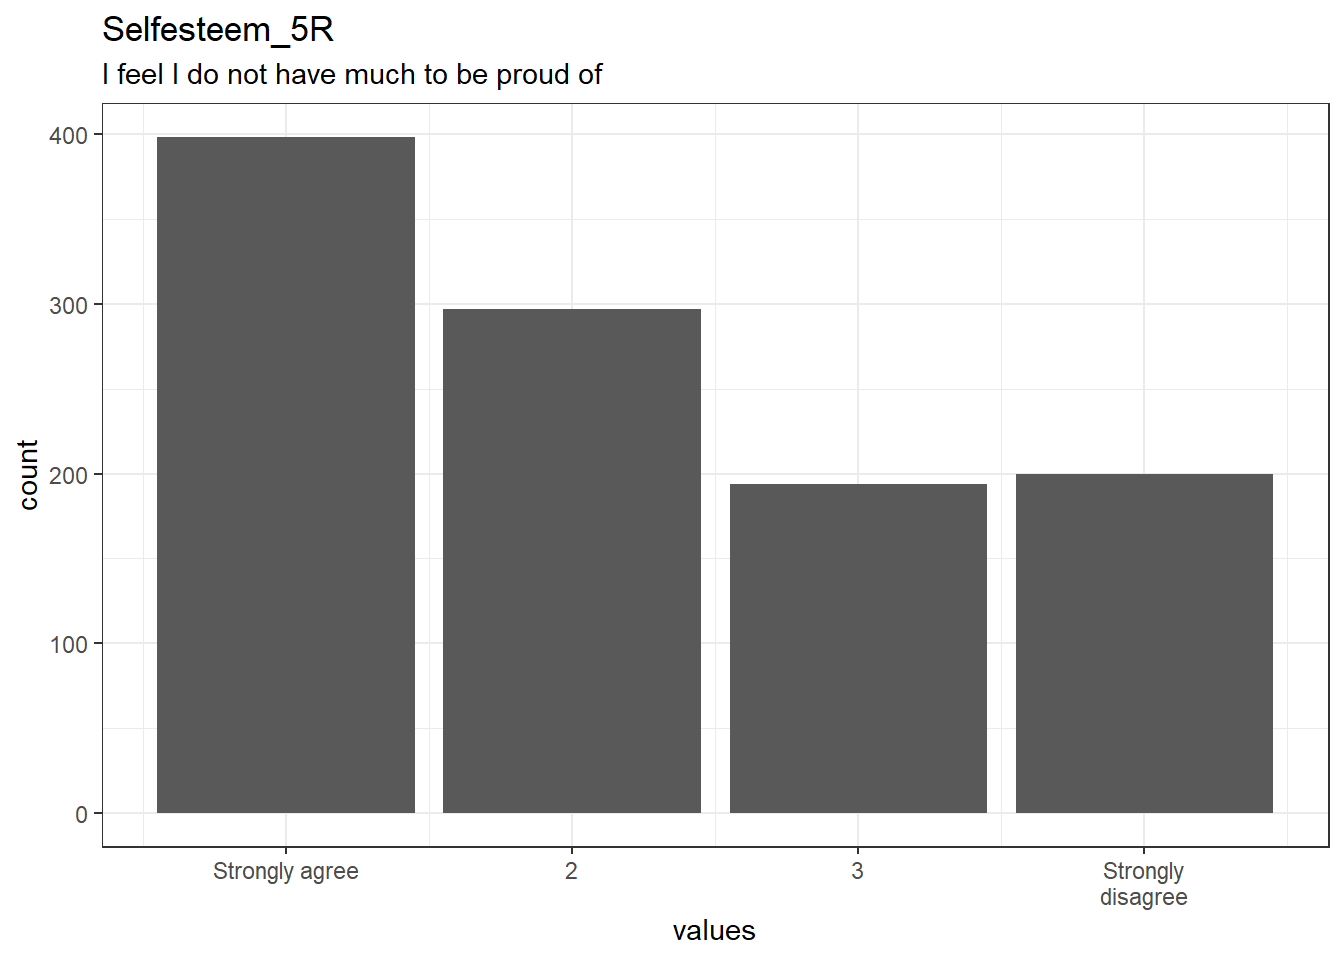 Selfesteem_5R
I feel I do not have much to be proud of
400
300
200
100
0
count
Strongly agree
2
3
Strongly
disagree
values